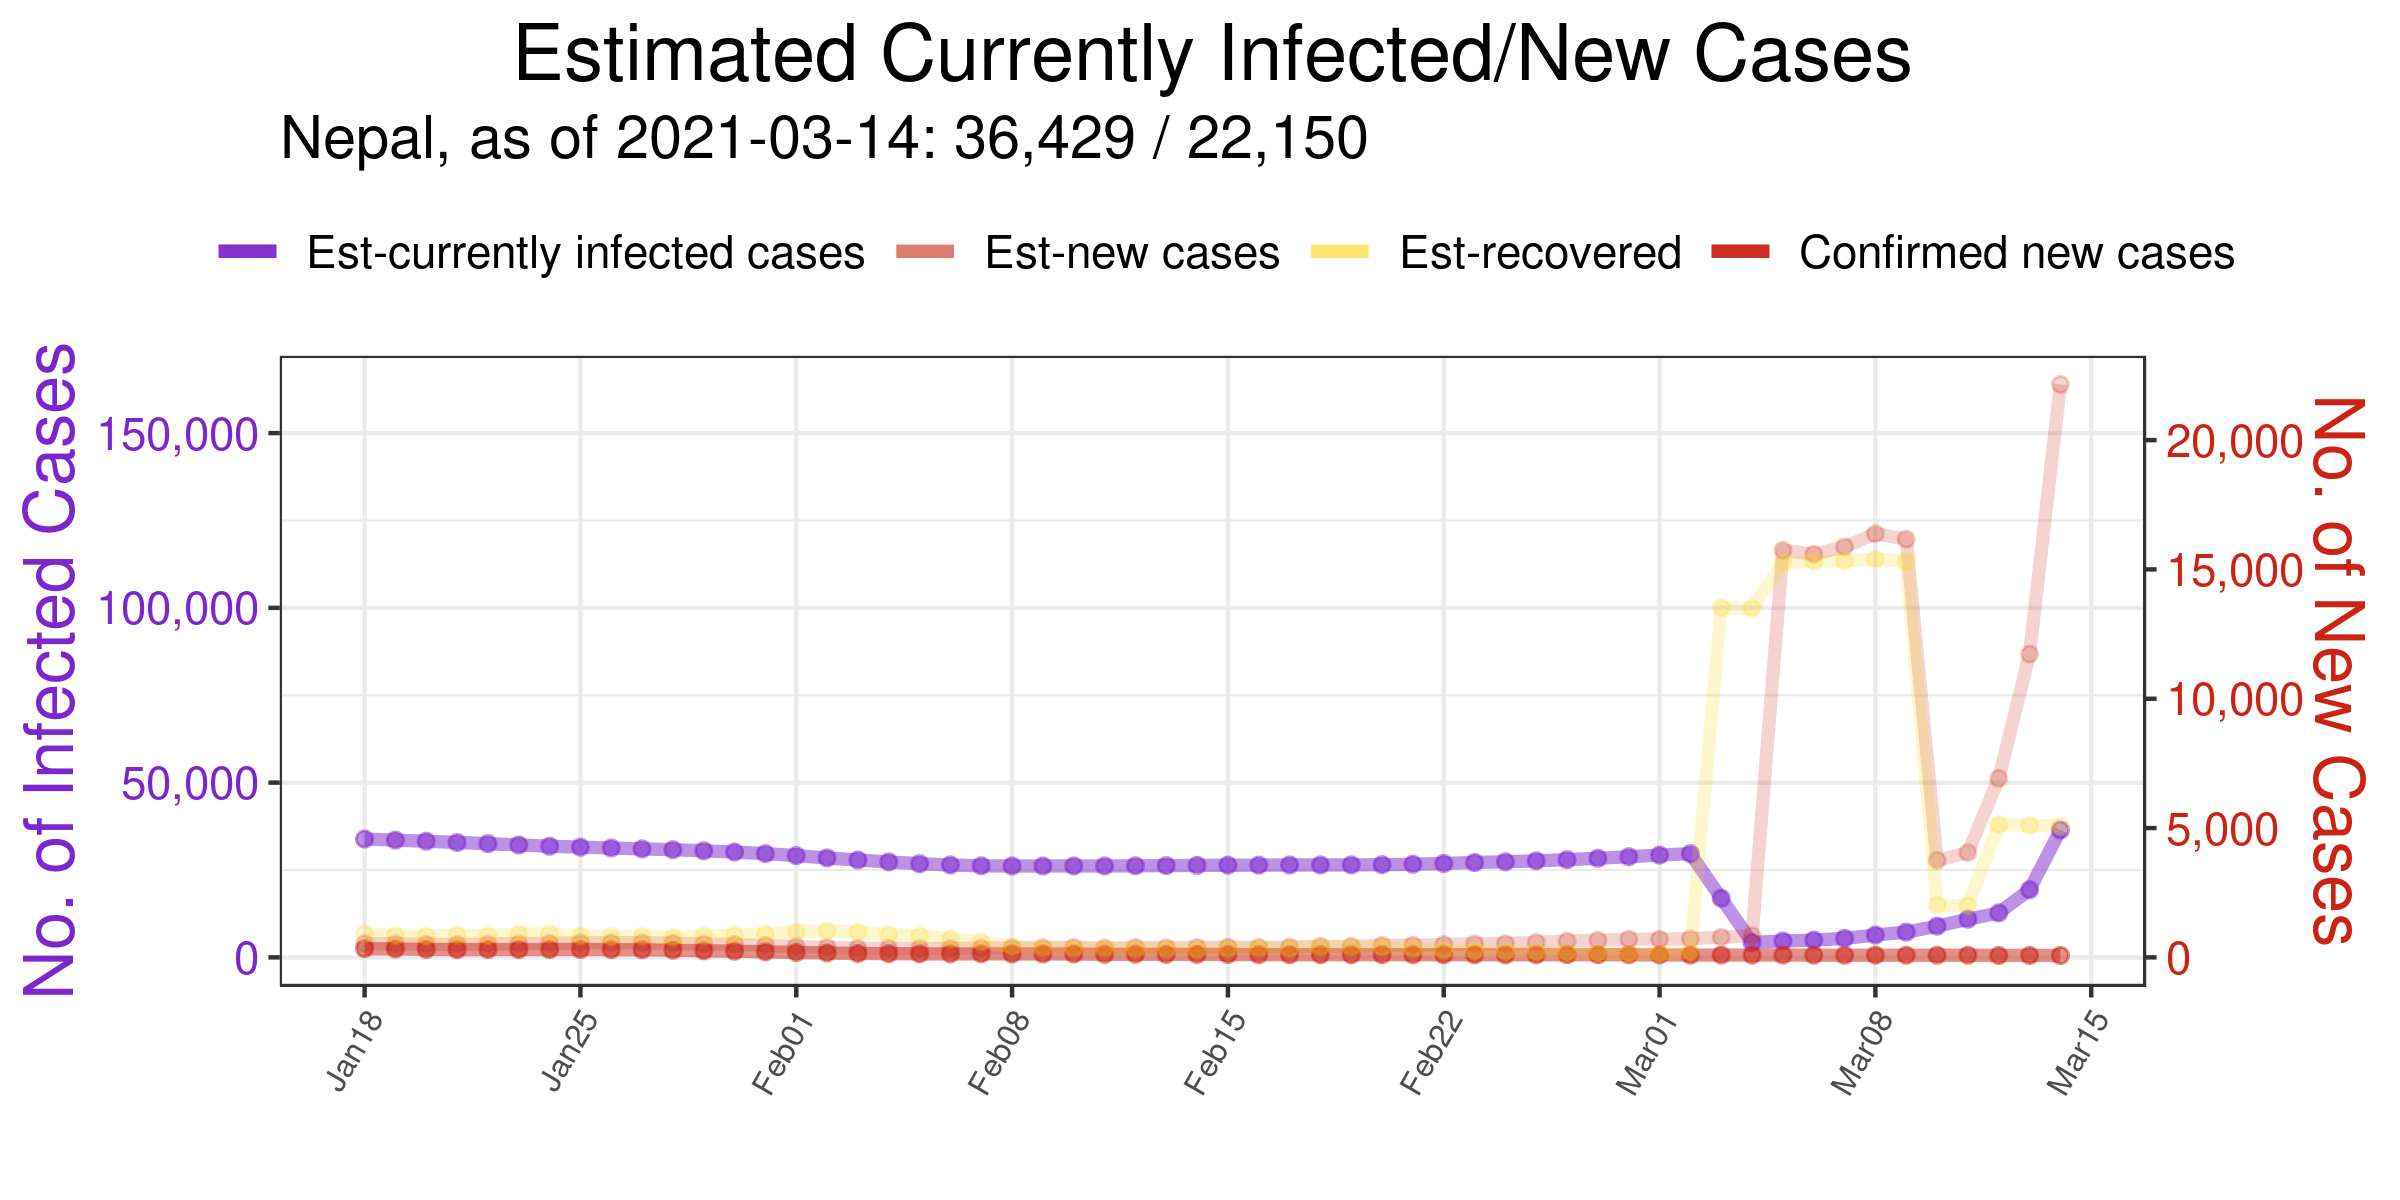 Estimated Currently Infected/New Cases
Nepal, as of 2021-03-14: 36,429 / 22,150
Est-currently infected cases Est-new cases Est-recovered Confirmed new cases
No. of Infected Cases
150,000
100,000
50,000
0
20,000
15,000
10,000
5,000
0
No. of New Cases
Jan18 Jan25 Feb01 Feb08 Feb15 Feb22 Mar01 Mar08 Mar15